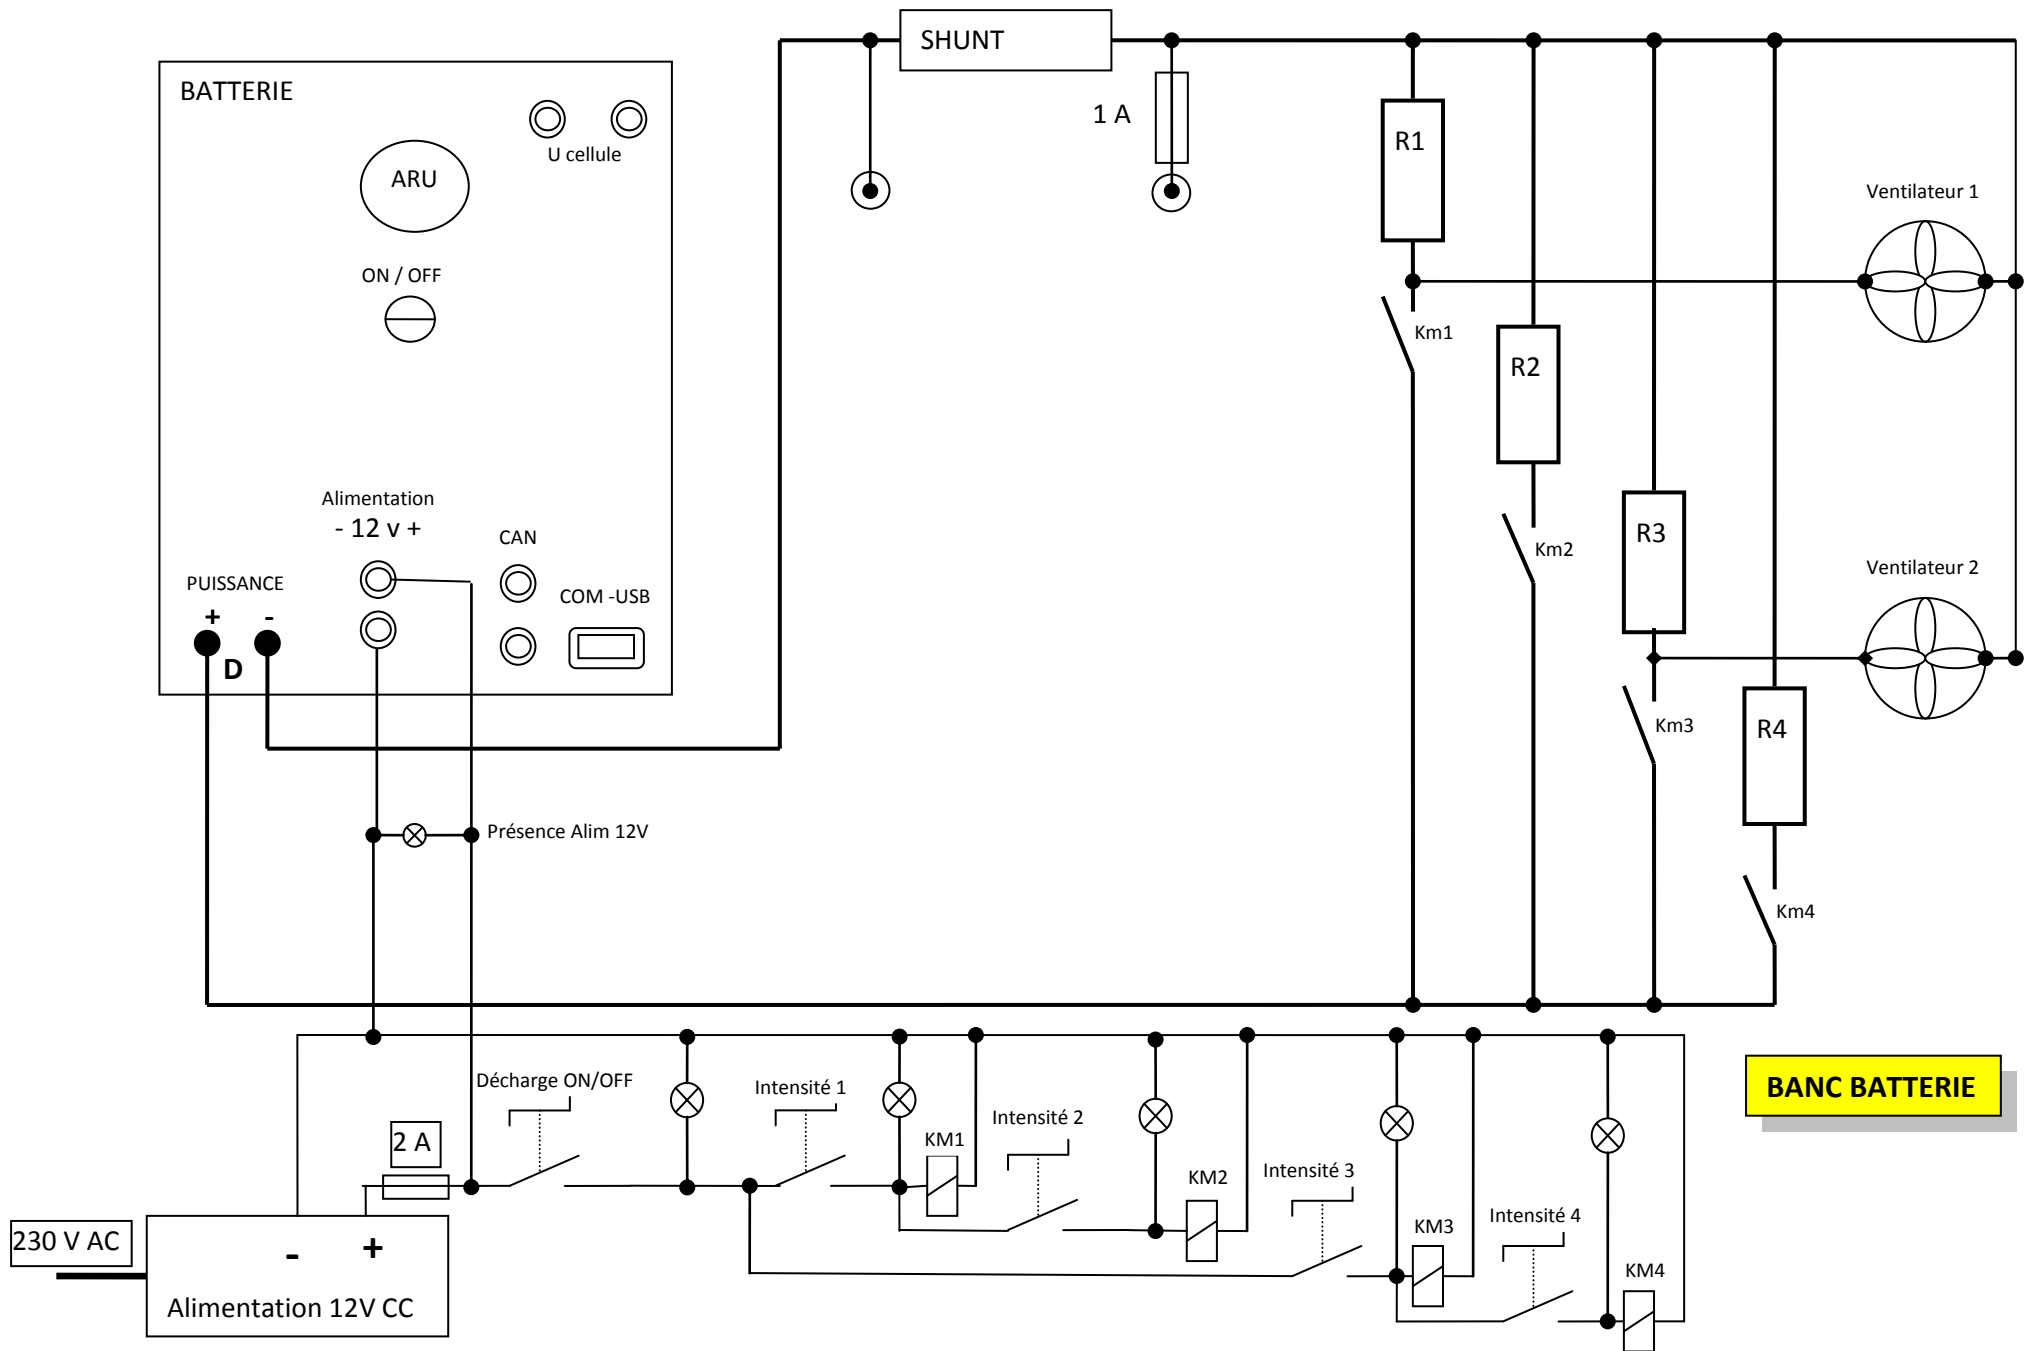 SHUNT
BATTERIE
U cellule
1 A
ARU
R1
Ventilateur 1
ON / OFF
Km1
R2
Alimentation
- 12 v +
CAN
Km2
R3
Ventilateur 2
PUISSANCE
COM -USB
+ -
D
Km3
R4
Présence Alim 12V
Km4
Décharge ON/OFF
Intensité 1
BANC BATTERIE
Intensité 2
2 A
KM1
Intensité 3
KM2
Intensité 4
KM3
230 V AC
- +
KM4
Alimentation 12V CC